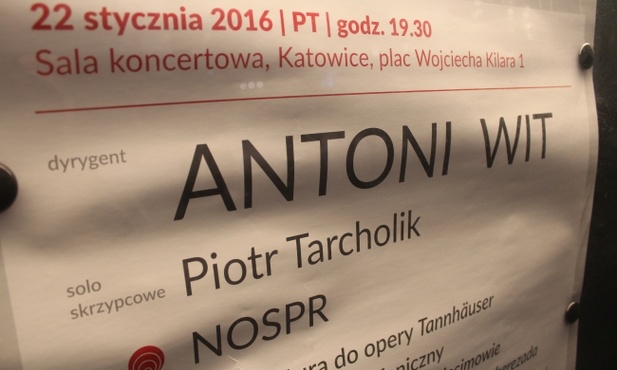 22 stycznia 2016 | PT | godz. 19.30
Sala koncertowa, Katowice, plac Wojciecha Kilara 1
dyrygent ANTONI WIT
solo
skrzypcowe Piotr Tarcholik
NOSPR
do opery Tannhäuser